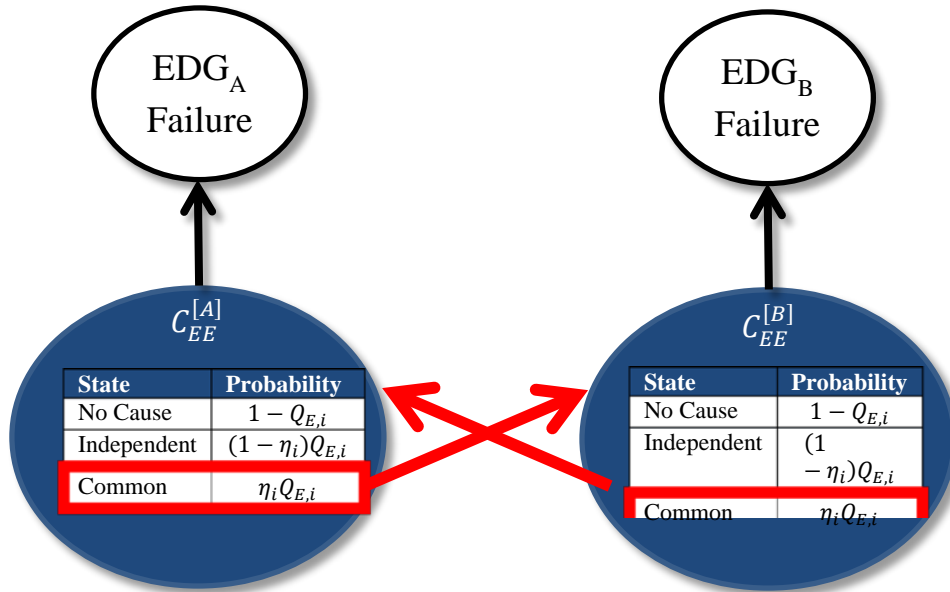 EDG_A
Failure
EDG_B
Failure
C_{EE}^{[A]}
State Probability
No Cause 1 − Q_{E,i}
Independent (1 − η_i)Q_{E,i}
Common η_iQ_{E,i}
C_{EE}^{[B]}
State Probability
No Cause 1 − Q_{E,i}
Independent (1
− η_i)Q_{E,i}
Common η_iQ_{E,i}